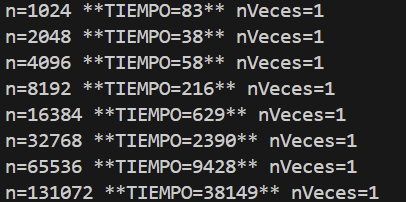 n=1024 **TIEMPO=83** nVeces=1
n=2048 **TIEMPO=38** nVeces=1
n=4096 **TIEMPO=58** nVeces=1
n=8192 **TIEMPO=216** nVeces=1
n=16384 **TIEMPO=629** nVeces=1
n=32768 **TIEMPO=2390** nVeces=1
n=65536 **TIEMPO=9428** nVeces=1
n=131072 **TIEMPO=38149** nVeces=1